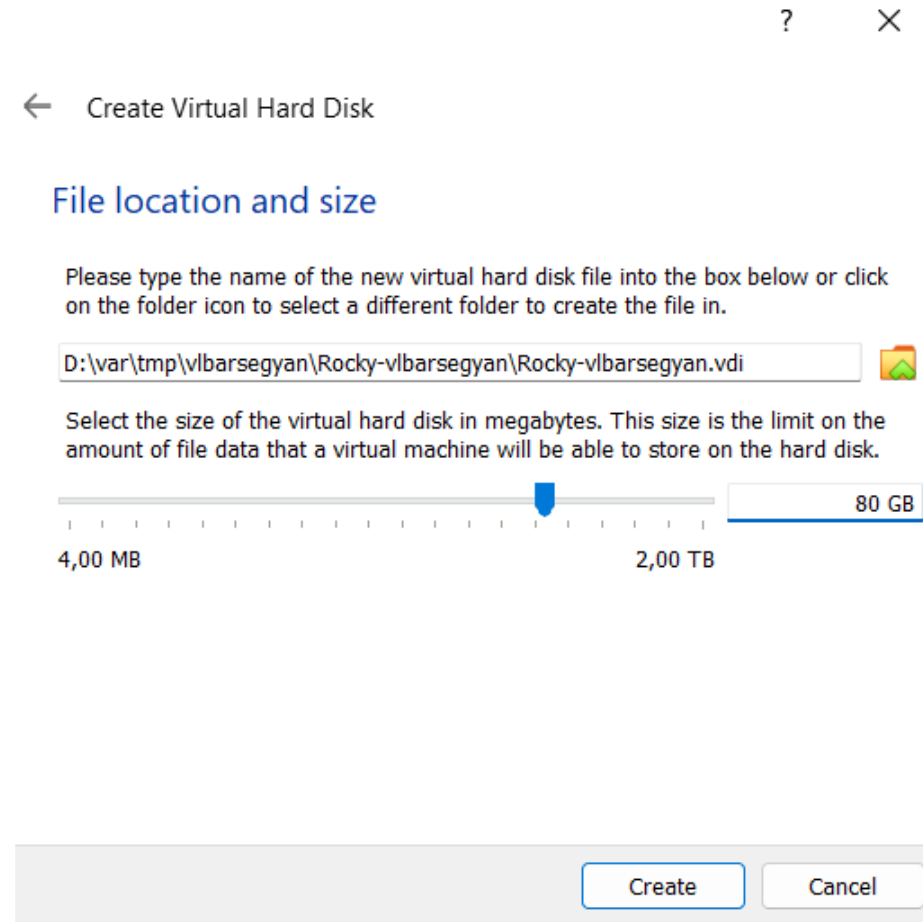 ?
Create Virtual Hard Disk
File location and size
Please type the name of the new virtual hard disk file into the box below or click
on the folder icon to select a different folder to create the file in.
D:\var\tmp\vlbarsegyan\Rocky-vlbarsegyan\Rocky-vlbarsegyan.vdi
Select the size of the virtual hard disk in megabytes. This size is the limit on the
amount of file data that a virtual machine will be able to store on the hard disk.
80 GB
4,00 MB 2,00 TB
Create Cancel